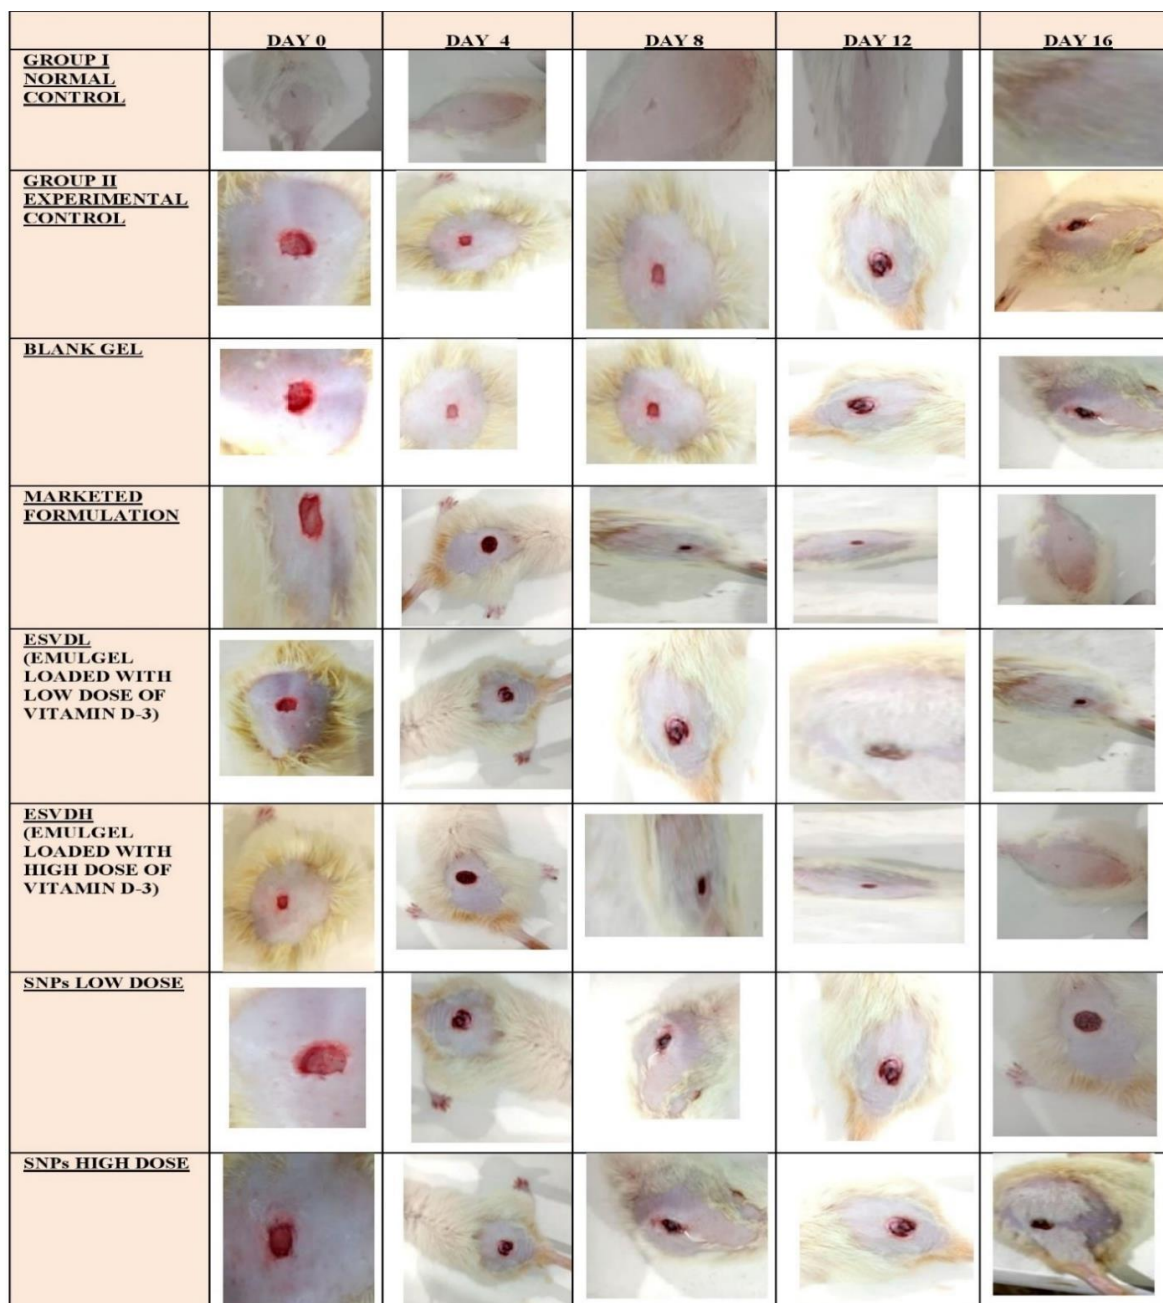 DAY 0 DAY 4 DAY 8 DAY 12 DAY 16
GROUP I
NORMAL
CONTROL
GROUP II
EXPERIMENTAL
CONTROL
BLANK GEL
MARKETED
FORMULATION
ESVDL
(EMULGEL
LOADED WITH
LOW DOSE OF
VITAMIN D-3)
ESVDH
(EMULGEL
LOADED WITH
HIGH DOSE OF
VITAMIN D-3)
SNPs LOW DOSE
SNPs HIGH DOSE